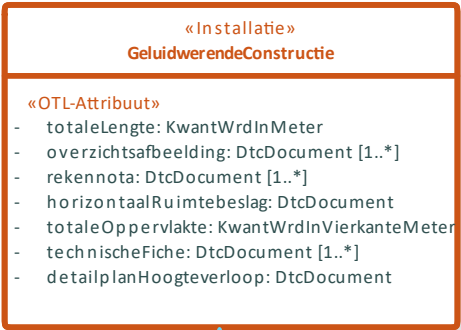 «Installatie»
GeluidwerendeConstructie
«OTL-Attribuut»
- totaleLengte: KwantWrdInMeter
- overzichtsafbeelding: DtcDocument [1..*]
- rekennota: DtcDocument [1..*]
- horizontaalRuimtebeslag: DtcDocument
- totaleOppervlakte: KwantWrdInVierkanteMeter
- technischeFiche: DtcDocument [1..*]
- detailplanHoogteverloop: DtcDocument